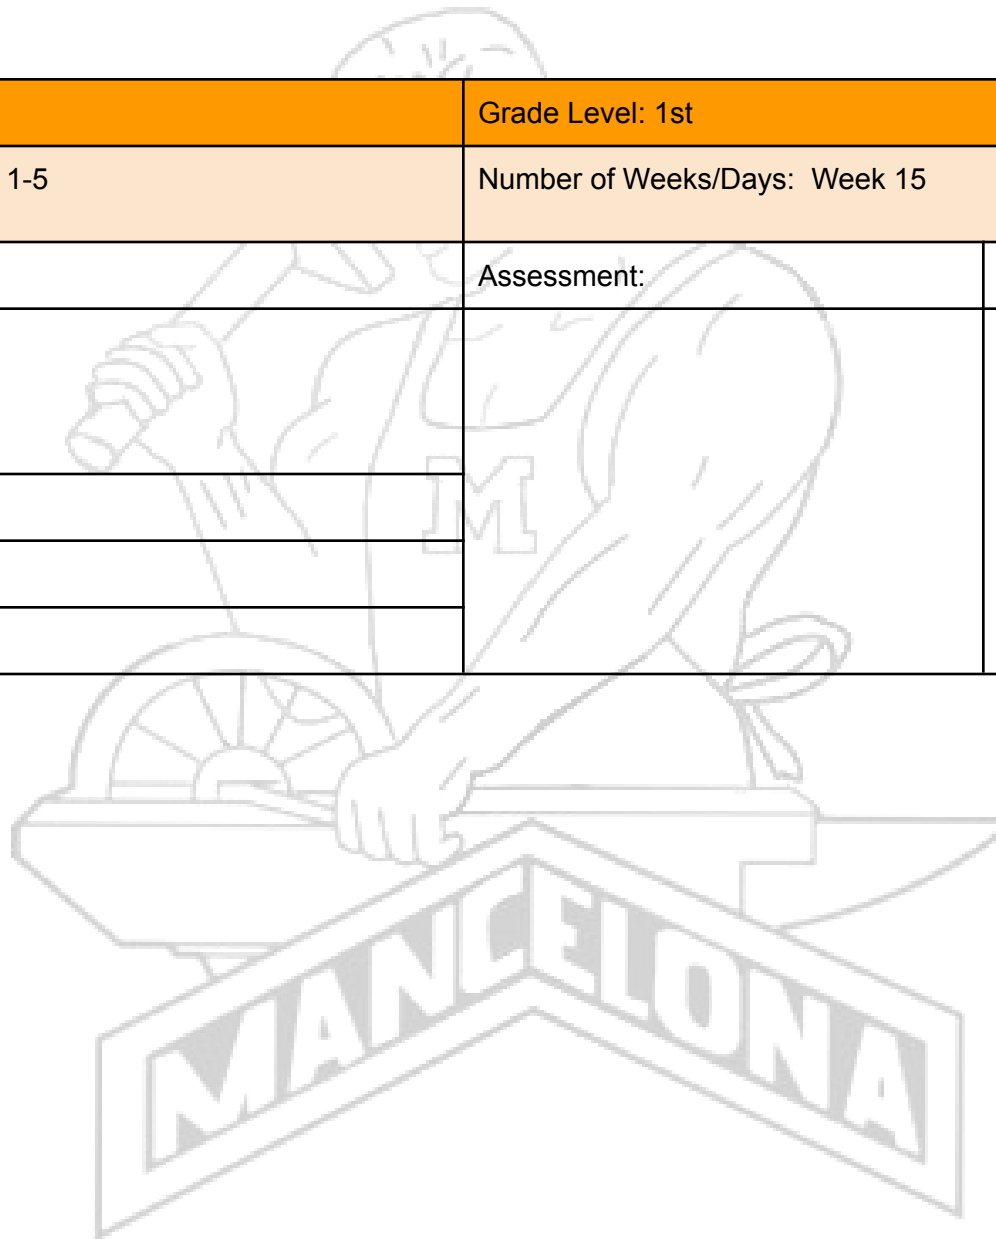 Grade Level: 1st
1-5
Number of Weeks/Days: Week 15
Assessment:
M
MANCELONA